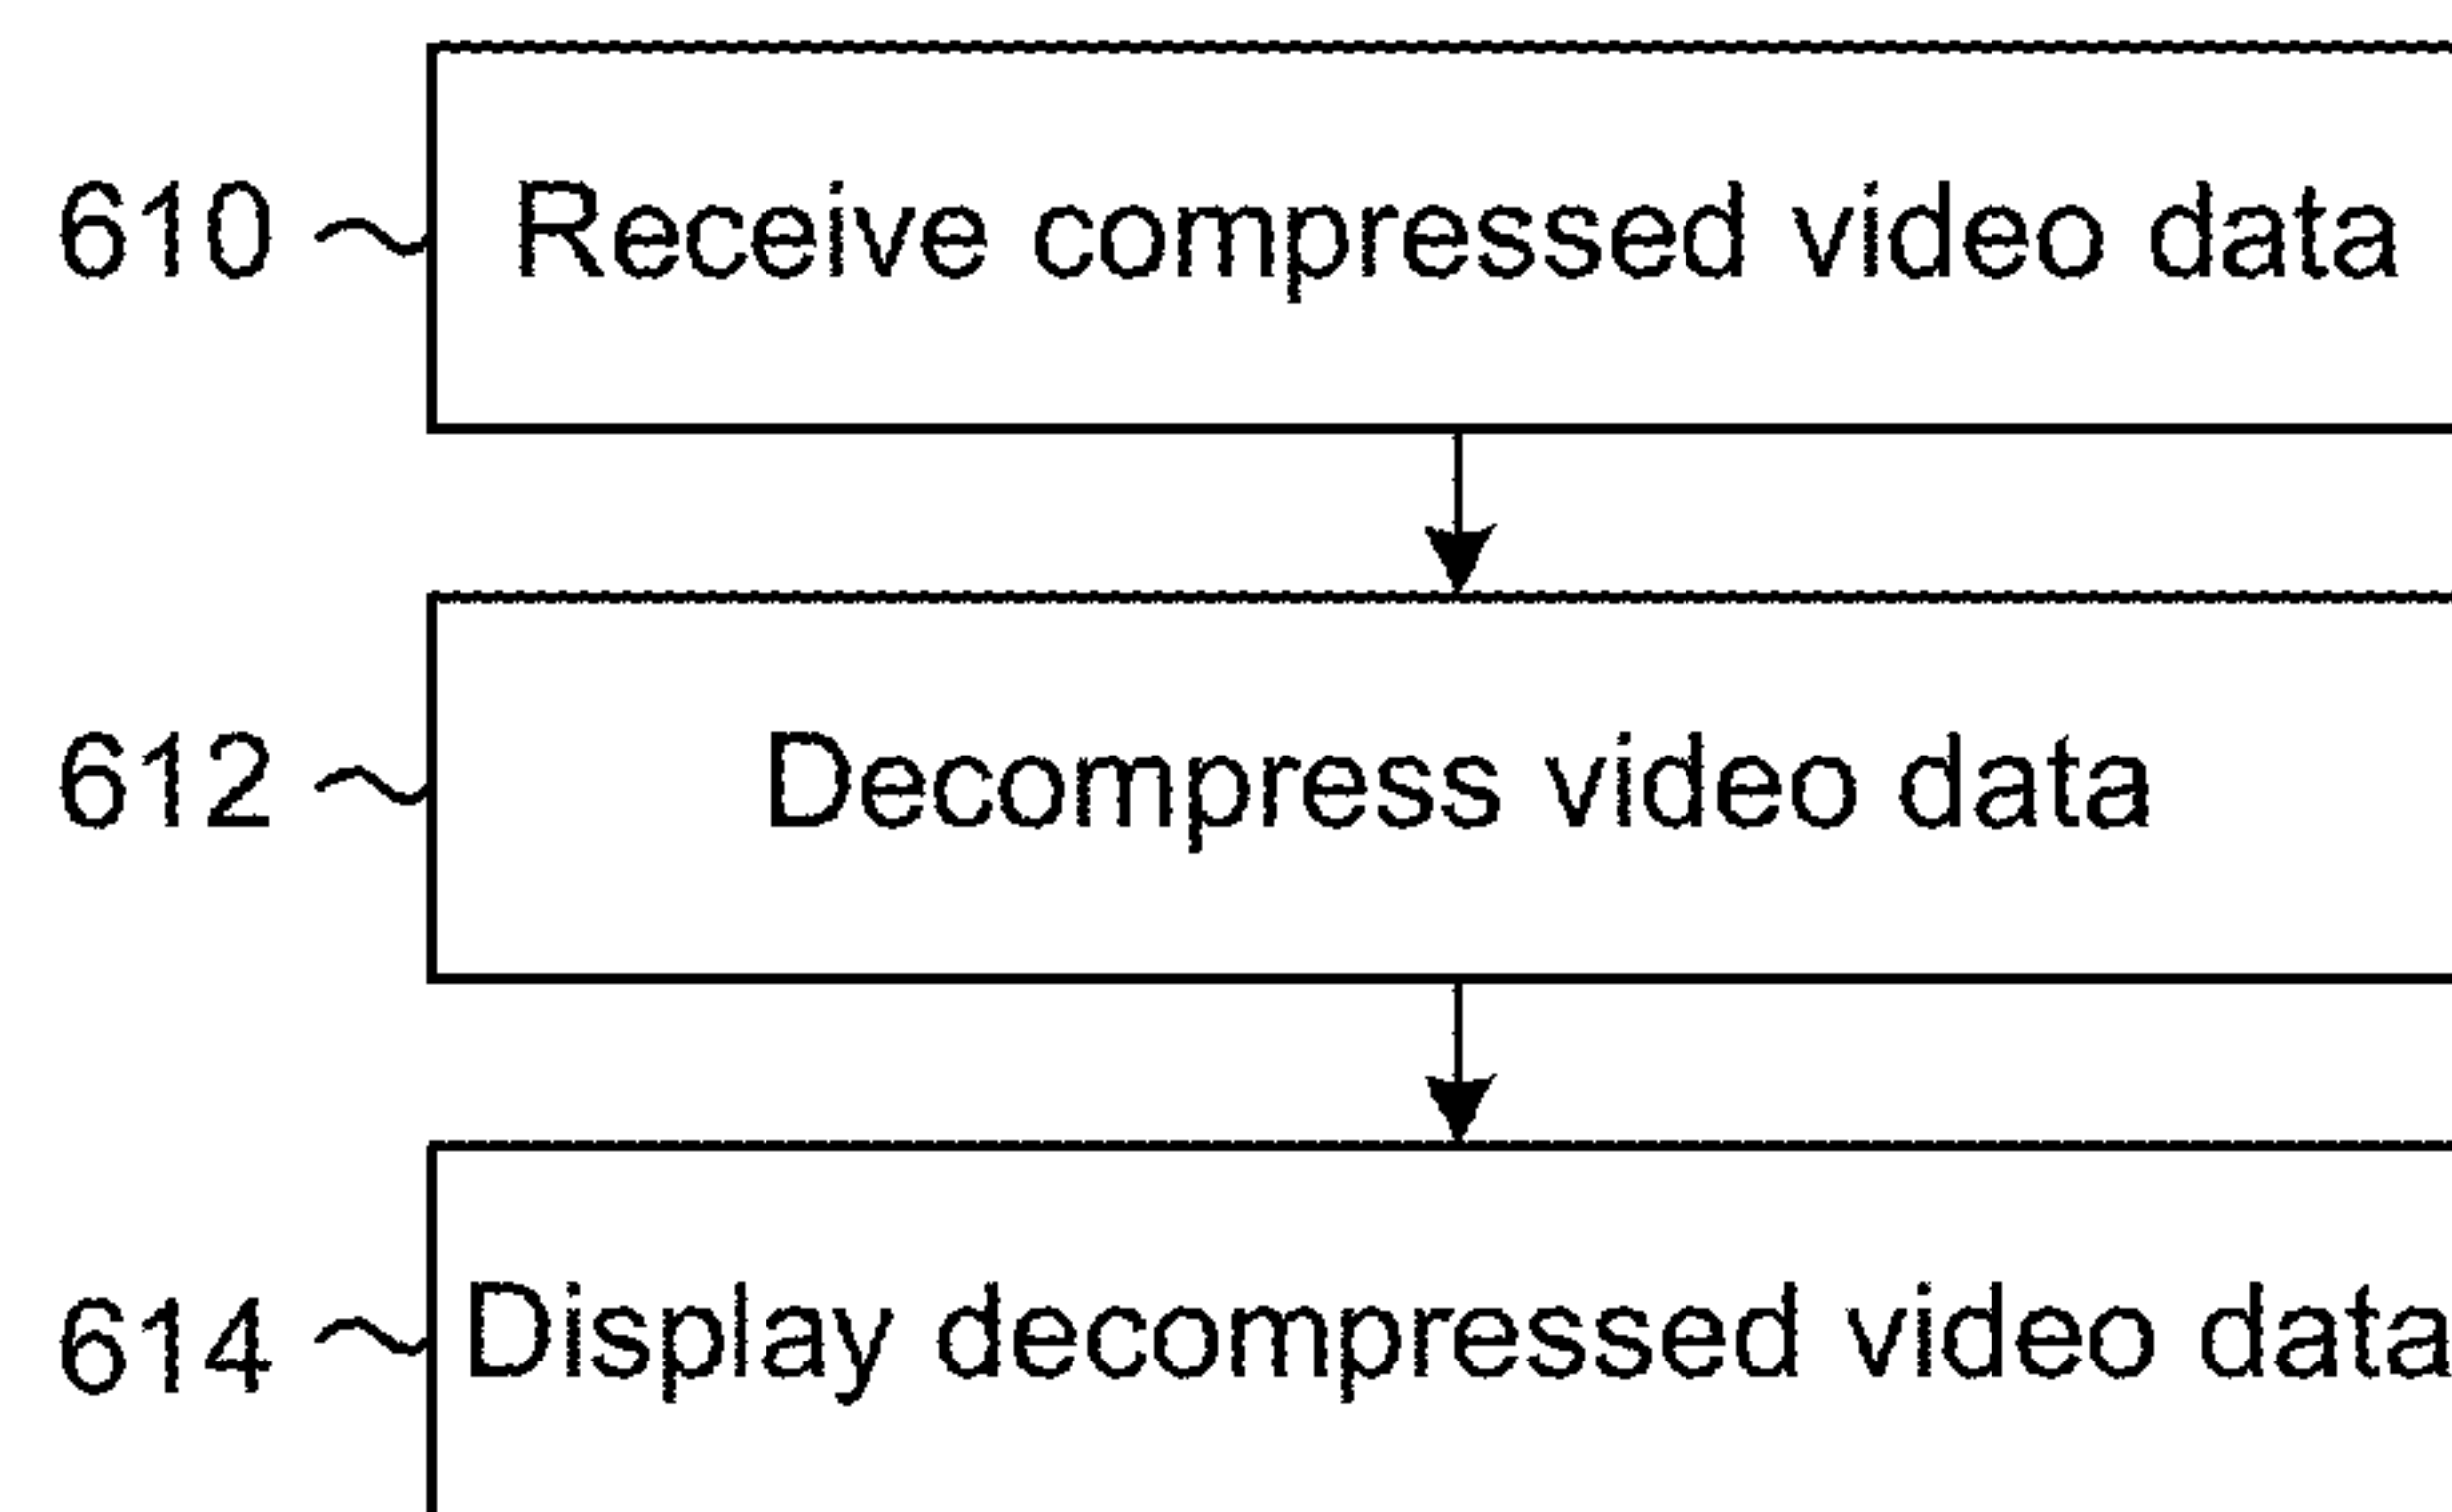 610 Receive compressed video data
612 Decompress video data
614 Display decompressed video data